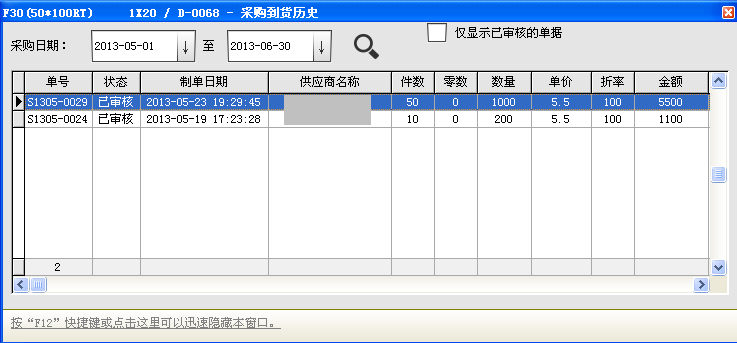 F30(50*100RT) 1X20 / D-0068 - 采购到货历史
采购日期： 2013-05-01 至 2013-06-30 仅显示已审核的单据
单号 状态 制单日期 供应商名称 件数 零数 数量 单价 折率 金额
S1305-0029 已审核 2013-05-23 19:29:45 50 0 1000 5.5 100 5500
S1305-0024 已审核 2013-05-19 17:23:28 10 0 200 5.5 100 1100
2
按“F12”快捷键或点击这里可以迅速隐藏本窗口。